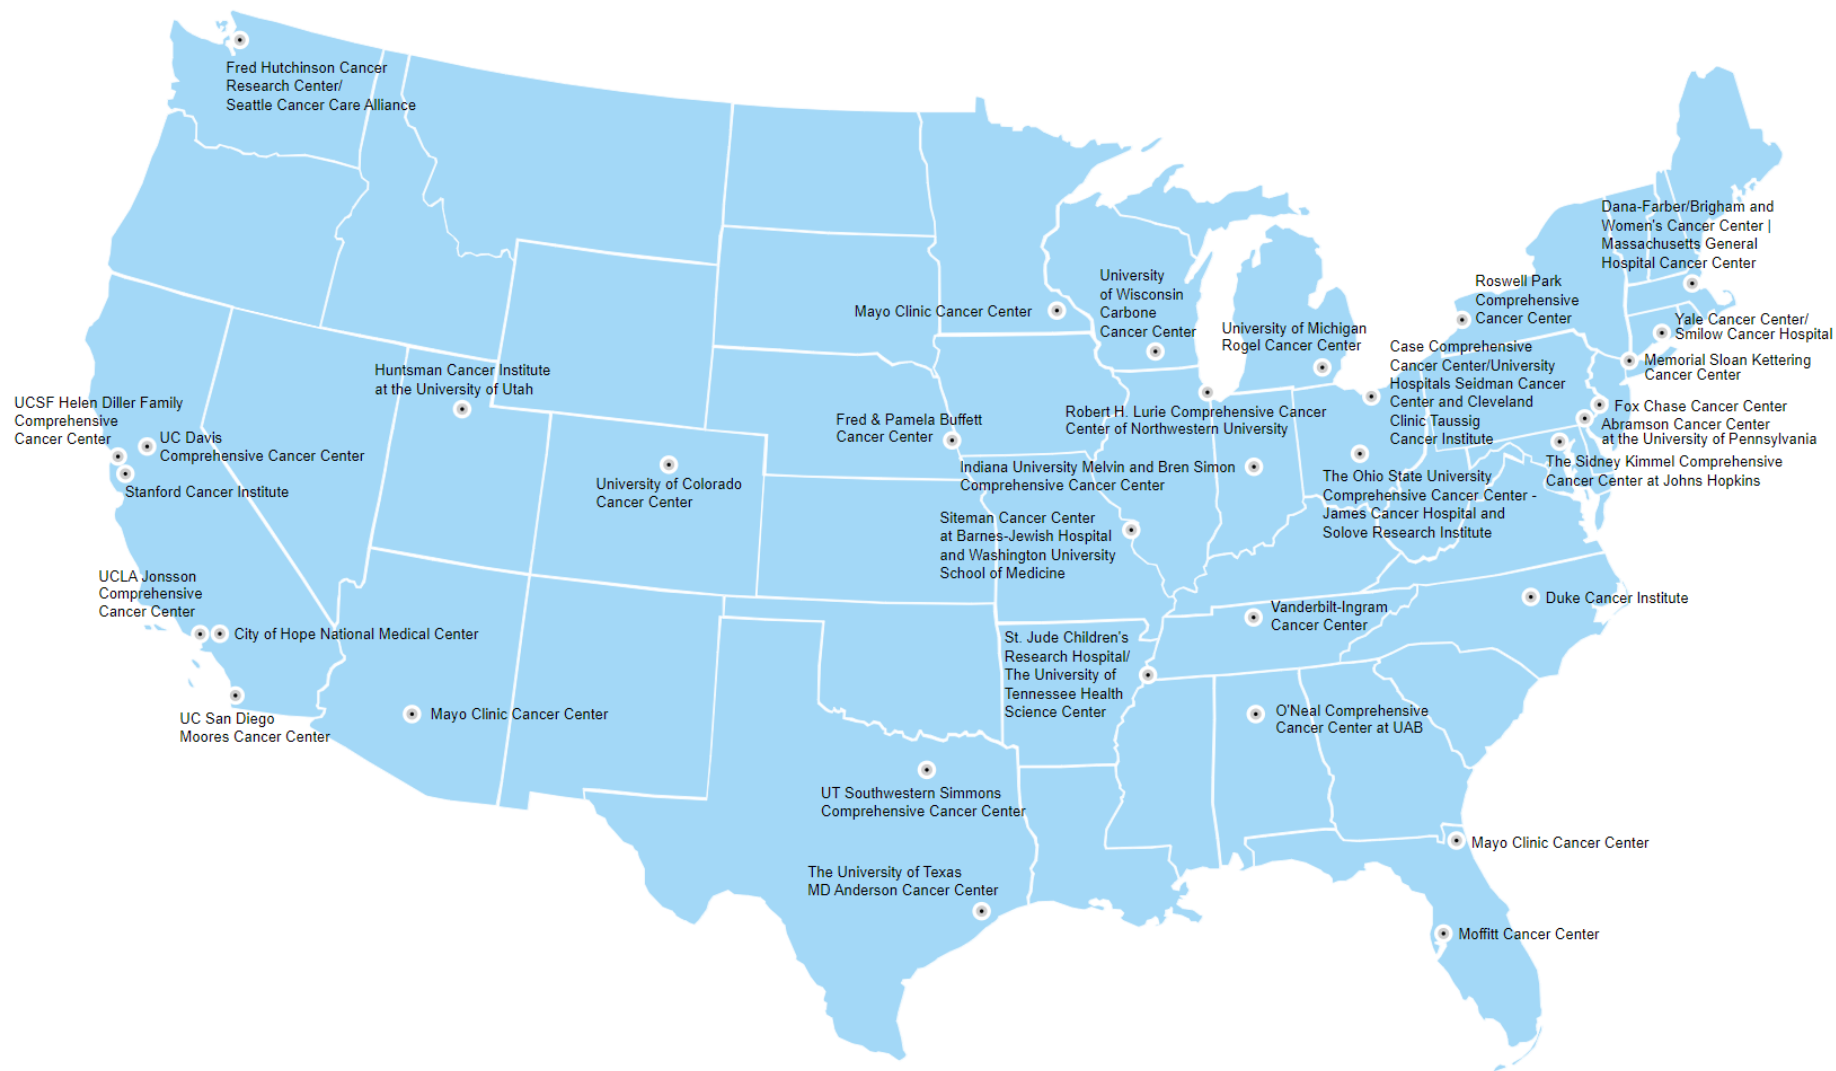 Fred Hutchinson Cancer
Research Center/
Seattle Cancer Care Alliance
Dana-Farber/Brigham and
Women's Cancer Center |
Massachusetts General
Hospital Cancer Center
Roswell Park
Comprehensive
Cancer Center
University
of Wisconsin
Carbone
Cancer Center
Mayo Clinic Cancer Center
University of Michigan
Rogel Cancer Center
Yale Cancer Center/
Smilow Cancer Hospital
Case Comprehensive
Cancer Center/University
Hospitals Seidman Cancer
Center and Cleveland
Clinic Taussig
Cancer Institute
Memorial Sloan Kettering
Cancer Center
Huntsman Cancer Institute
at the University of Utah
UCSF Helen Diller Family
Comprehensive
Cancer Center
UC Davis
Comprehensive Cancer Center
Stanford Cancer Institute
Fred & Pamela Buffett
Cancer Center
Robert H. Lurie Comprehensive Cancer
Center of Northwestern University
Fox Chase Cancer Center
Abramson Cancer Center
at the University of Pennsylvania
The Sidney Kimmel Comprehensive
Cancer Center at Johns Hopkins
Indiana University Melvin and Bren Simon
Comprehensive Cancer Center
The Ohio State University
Comprehensive Cancer Center -
James Cancer Hospital and
Solove Research Institute
University of Colorado
Cancer Center
Siteman Cancer Center
at Barnes-Jewish Hospital
and Washington University
School of Medicine
UCLA Jonsson
Comprehensive
Cancer Center
City of Hope National Medical Center
Duke Cancer Institute
Vanderbilt-Ingram
Cancer Center
St. Jude Children's
Research Hospital/
The University of
Tennessee Health
Science Center
UC San Diego
Moores Cancer Center
Mayo Clinic Cancer Center
O'Neal Comprehensive
Cancer Center at UAB
UT Southwestern Simmons
Comprehensive Cancer Center
Mayo Clinic Cancer Center
The University of Texas
MD Anderson Cancer Center
Moffitt Cancer Center